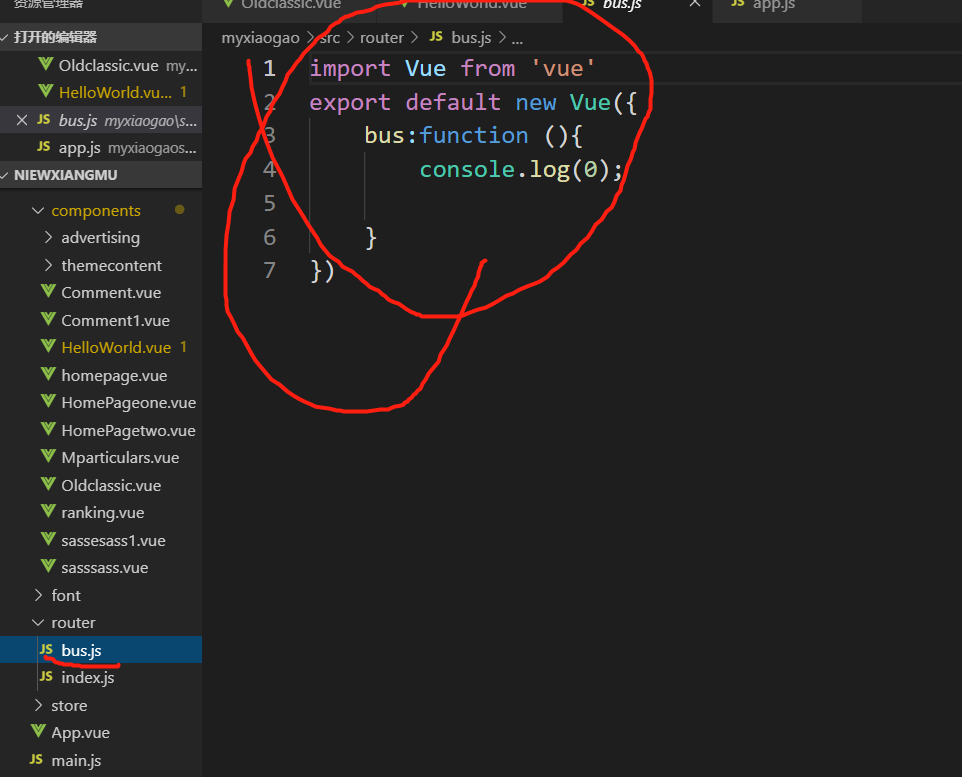 资源管理器
打开的编辑器
Oldclassic.vue my...
HelloWorld.vu... 1
bus.js myxiaogao\s...
app.js myxiaogaos...
NIEWXIANGMU
components
advertising
themecontent
Comment.vue
Comment1.vue
HelloWorld.vue 1
homepage.vue
HomePageone.vue
HomePagetwo.vue
Mparticulars.vue
Oldclassic.vue
ranking.vue
sassesass1.vue
sasssass.vue
font
router
JS bus.js
JS index.js
store
App.vue
JS main.js
Oldclassic.vue HelloWorld.vue JS bus.js JS app.js
myxiaogao > src > router > JS bus.js > ...
1 import Vue from 'vue'
2 export default new Vue({
3 bus:function (){
4 console.log(0);
5
6 }
7 })